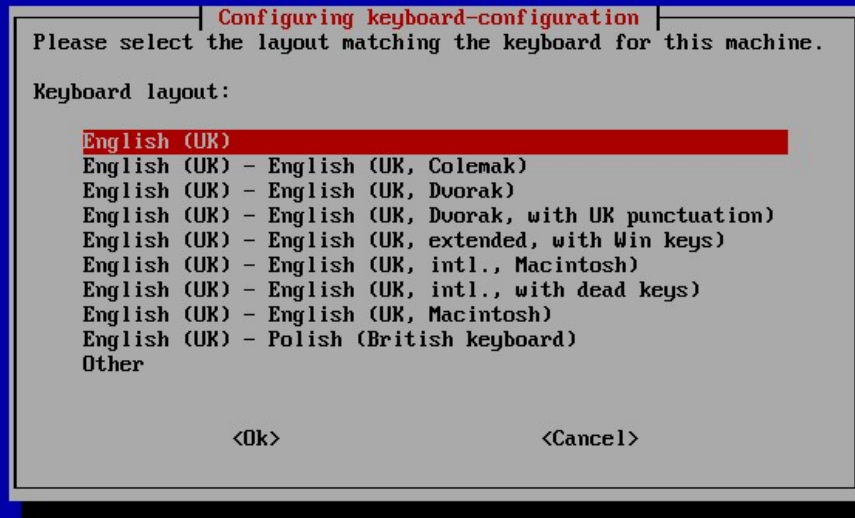 Configuring keyboard-configuration
Please select the layout matching the keyboard for this machine.
Keyboard layout:
English (UK)
English (UK) - English (UK, Colemak)
English (UK) - English (UK, Dvorak)
English (UK) - English (UK, Dvorak, with UK punctuation)
English (UK) - English (UK, extended, with Win keys)
English (UK) - English (UK, intl., Macintosh)
English (UK) - English (UK, intl., with dead keys)
English (UK) - English (UK, Macintosh)
English (UK) - Polish (British keyboard)
Other
<Ok> <Cancel>